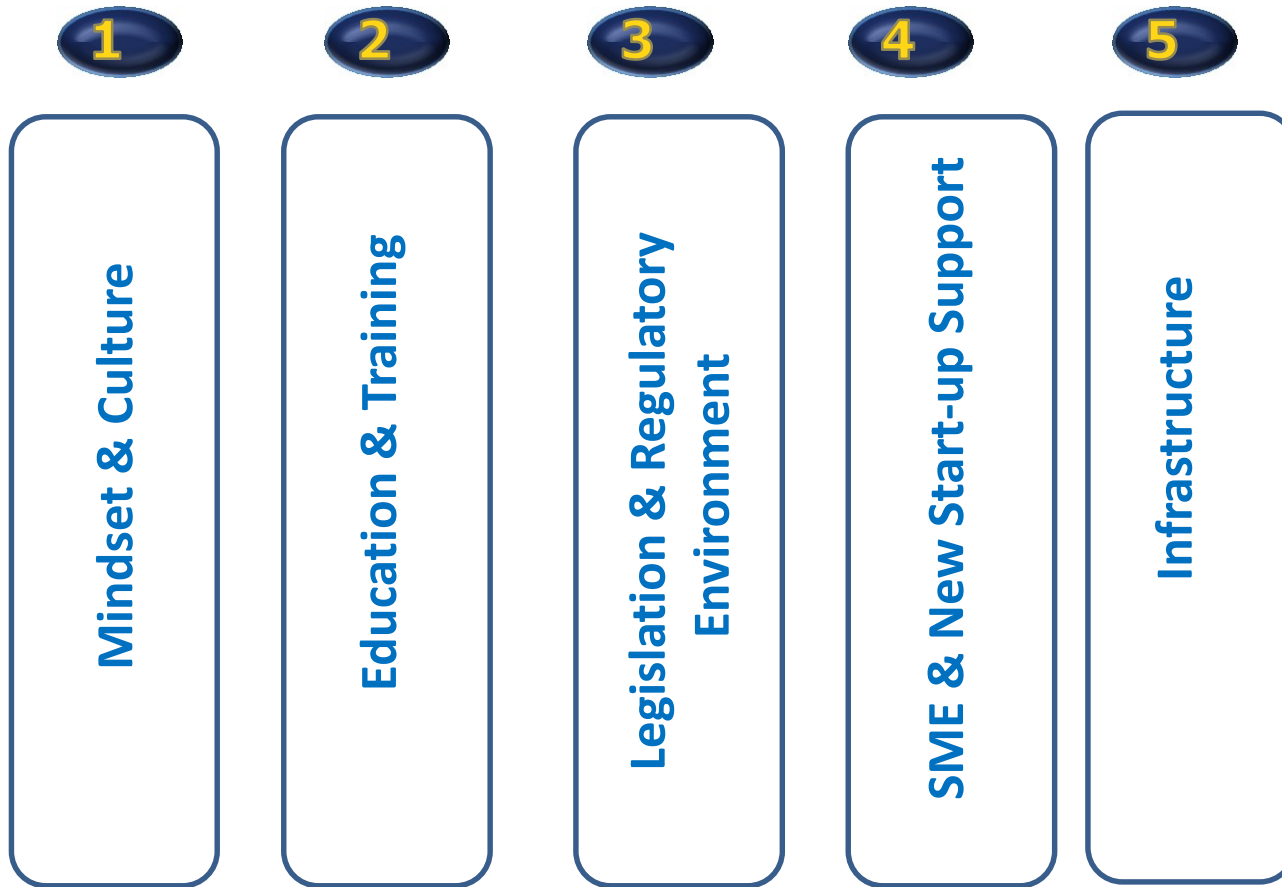 1
2
3
4
5
Mindset & Culture
Education & Training
Legislation & Regulatory
Environment
SME & New Start-up Support
Infrastructure